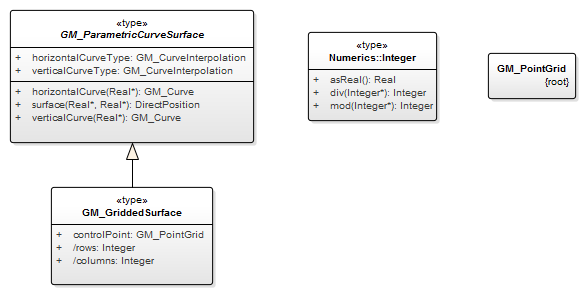 «type»
GM_ParametricCurveSurface
+ horizontalCurveType: GM_CurveInterpolation
+ verticalCurveType: GM_CurveInterpolation
+ horizontalCurve(Real*): GM_Curve
+ surface(Real*, Real*): DirectPosition
+ verticalCurve(Real*): GM_Curve
«type»
Numerics::Integer
+ asReal(): Real
+ div(Integer*): Integer
+ mod(Integer*): Integer
GM_PointGrid
{root}
«type»
GM_GriddedSurface
+ controlPoint: GM_PointGrid
+ /rows: Integer
+ /columns: Integer